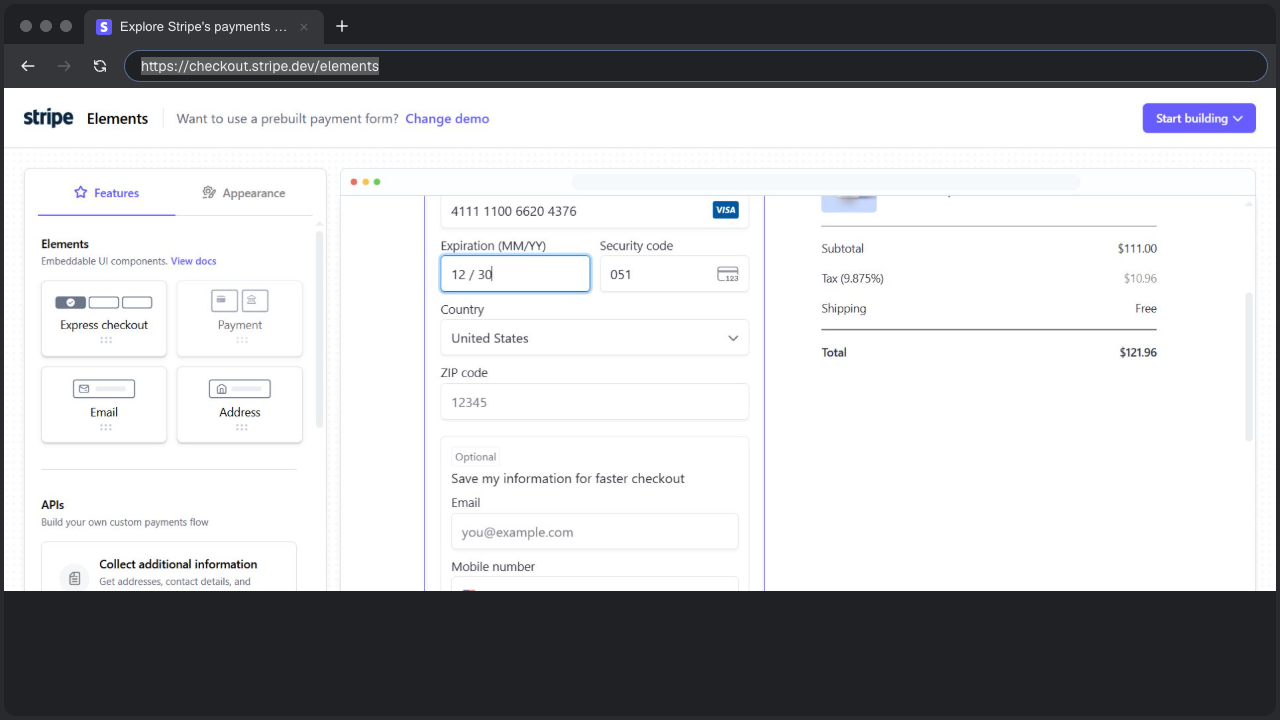 Explore Stripe's payments ...
https://checkout.stripe.dev/elements
stripe Elements Want to use a prebuilt payment form? Change demo Start building
Features Appearance
Elements
Embeddable UI components. View docs
Express checkout Payment
Email Address
APIs
Build your own custom payments flow
Collect additional information
Get addresses, contact details, and
4111 1100 6620 4376 VISA
Expiration (MM/YY) Security code
12 / 30 051 123
Country
United States
ZIP code
12345
Optional
Save my information for faster checkout
Email
you@example.com
Mobile number
Subtotal $111.00
Tax (9.875%) $10.96
Shipping Free
Total $121.96